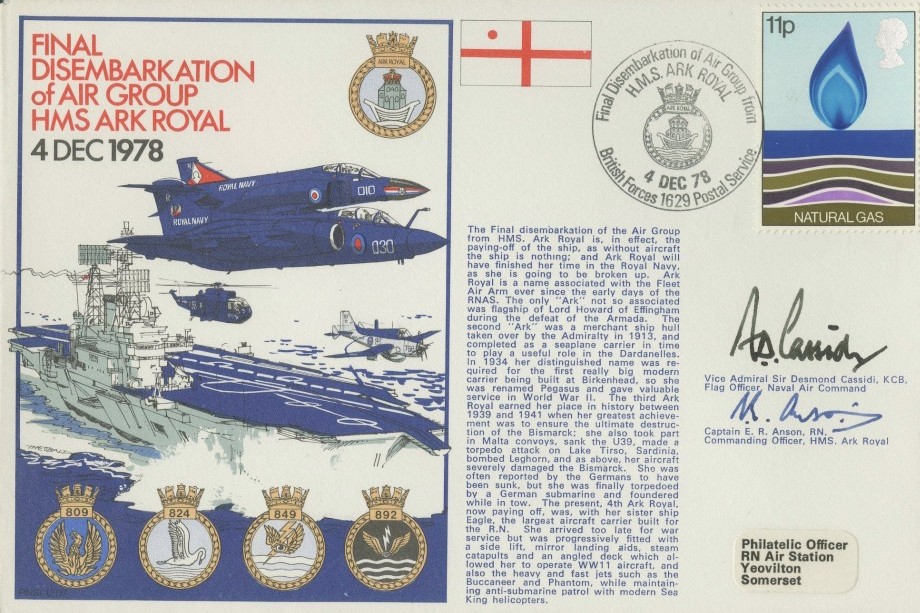 FINAL
DISEMBARKATION
of AIR GROUP
HMS ARK ROYAL
4 DEC 1978
ARK ROYAL
ROYAL NAVY
010
ROYAL NAVY
030
809
824
849
892
Final Disembarkation of Air Group from
H.M.S. ARK ROYAL
ARK ROYAL
4 DEC 78
British Forces 1629 Postal Service
11p
NATURAL GAS
The Final disembarkation of the Air Group
from HMS. Ark Royal is, in effect, the
paying-off of the ship, as without aircraft
the ship is nothing; and Ark Royal will
have finished her time in the Royal Navy,
as she is going to be broken up. Ark
Royal is a name associated with the Fleet
Air Arm ever since the early days of the
RNAS. The only "Ark" not so associated
was flagship of Lord Howard of Effingham
during the defeat of the Armada. The
second "Ark" was a merchant ship hull
taken over by the Admiralty in 1913, and
completed as a seaplane carrier in time
to play a useful role in the Dardanelles.
In 1934 her distinguished name was re-
quired for the first really big modern
carrier being built at Birkenhead, so she
was renamed Pegasus and gave valuable
service in World War II. The third Ark
Royal earned her place in history between
1939 and 1941 when her greatest achieve-
ment was to ensure the ultimate destruc-
tion of the Bismarck; she also took part
in Malta convoys, sank the U39, made a
torpedo attack on Lake Tirso, Sardinia,
bombed Leghorn, and as above, her aircraft
severely damaged the Bismarck. She was
often reported by the Germans to have
been sunk, but she was finally torpedoed
by a German submarine and foundered
while in tow. The present, 4th Ark Royal,
now paying off, was, with her sister ship
Eagle, the largest aircraft carrier built for
the R.N. She arrived too late for war
service but was progressively fitted with
a side lift, mirror landing aids, steam
catapults and an angled deck which al-
lowed her to operate WW11 aircraft, and
also the heavy and fast jets such as the
Buccaneer and Phantom, while maintain-
ing anti-submarine patrol with modern Sea
King helicopters.
Vice Admiral Sir Desmond Cassidi, KCB,
Flag Officer, Naval Air Command
Captain E. R. Anson, RN,
Commanding Officer, HMS. Ark Royal
Philatelic Officer
RN Air Station
Yeovilton
Somerset